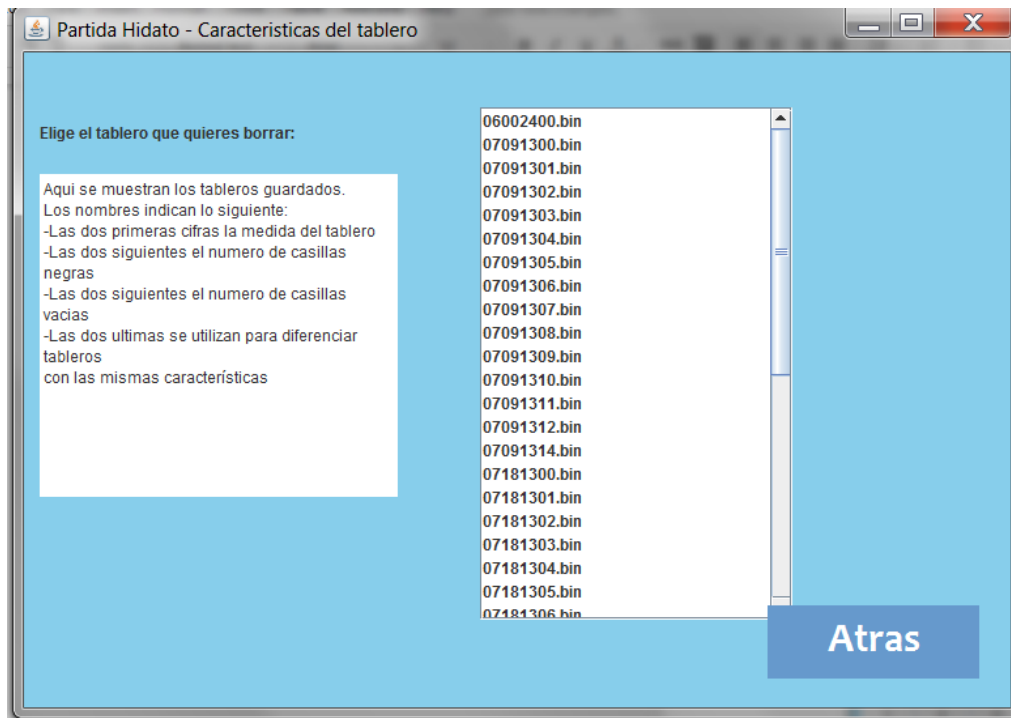 Partida Hidato - Caracteristicas del tablero
Elige el tablero que quieres borrar:
Aqui se muestran los tableros guardados.
Los nombres indican lo siguiente:
-Las dos primeras cifras la medida del tablero
-Las dos siguientes el numero de casillas
negras
-Las dos siguientes el numero de casillas
vacias
-Las dos ultimas se utilizan para diferenciar
tableros
con las mismas características
06002400.bin
07091300.bin
07091301.bin
07091302.bin
07091303.bin
07091304.bin
07091305.bin
07091306.bin
07091307.bin
07091308.bin
07091309.bin
07091310.bin
07091311.bin
07091312.bin
07091314.bin
07181300.bin
07181301.bin
07181302.bin
07181303.bin
07181304.bin
07181305.bin
07181306.bin
Atras